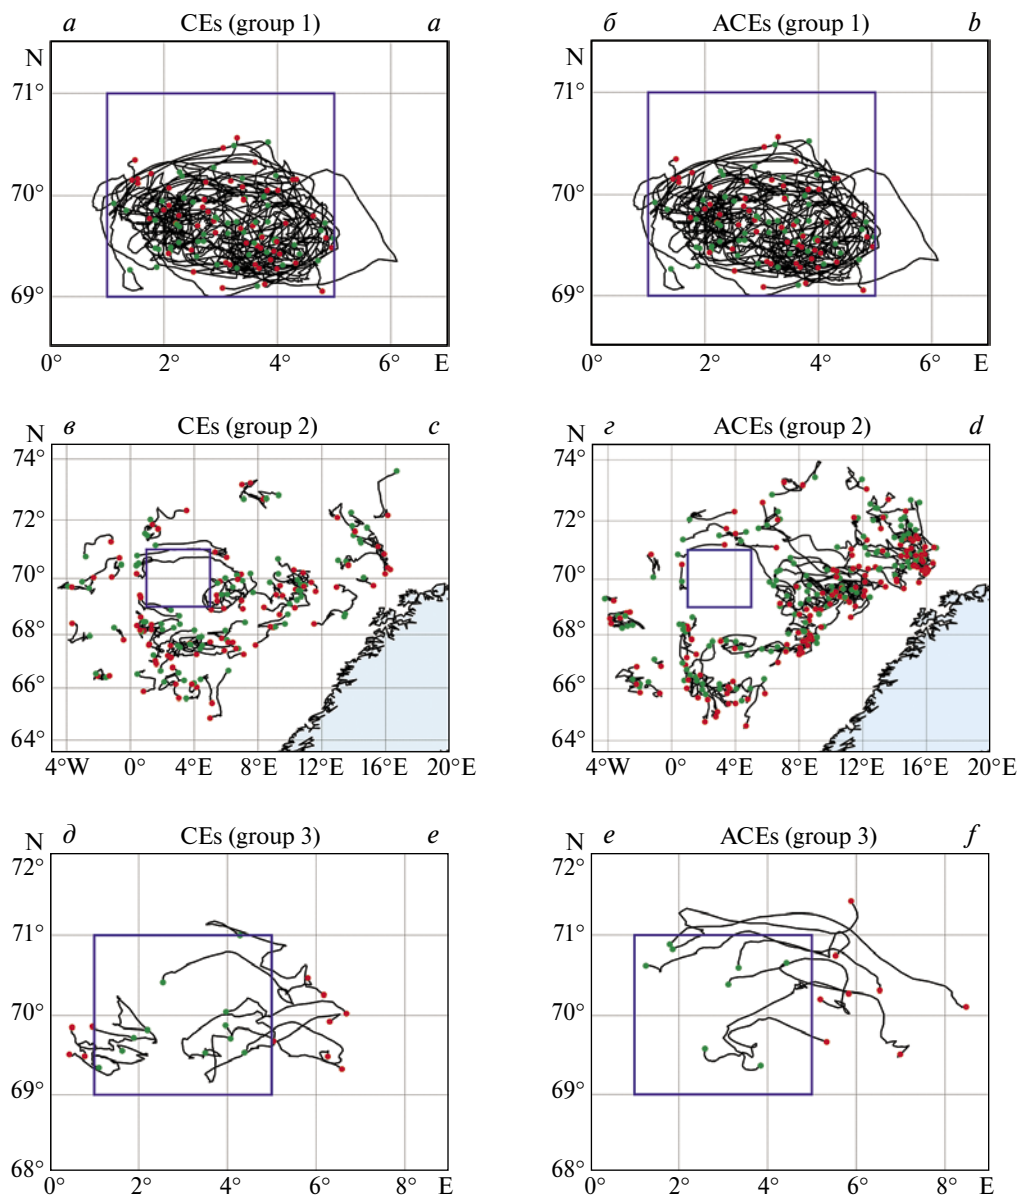 а CEs (group 1) a
б ACEs (group 1) b
N
71°
70°
69°
0° 2° 4° 6° E
N
71°
70°
69°
0° 2° 4° 6° E
в CEs (group 2) c
г ACEs (group 2) d
N
74°
72°
70°
68°
66°
64°
4°W 0° 4°E 8°E 12°E 16°E 20°E
N
74°
72°
70°
68°
66°
64°
4°W 0° 4°E 8°E 12°E 16°E 20°E
д CEs (group 3) e
е ACEs (group 3) f
N
72°
71°
70°
69°
68°
0° 2° 4° 6° 8° E
N
72°
71°
70°
69°
68°
0° 2° 4° 6° 8° E